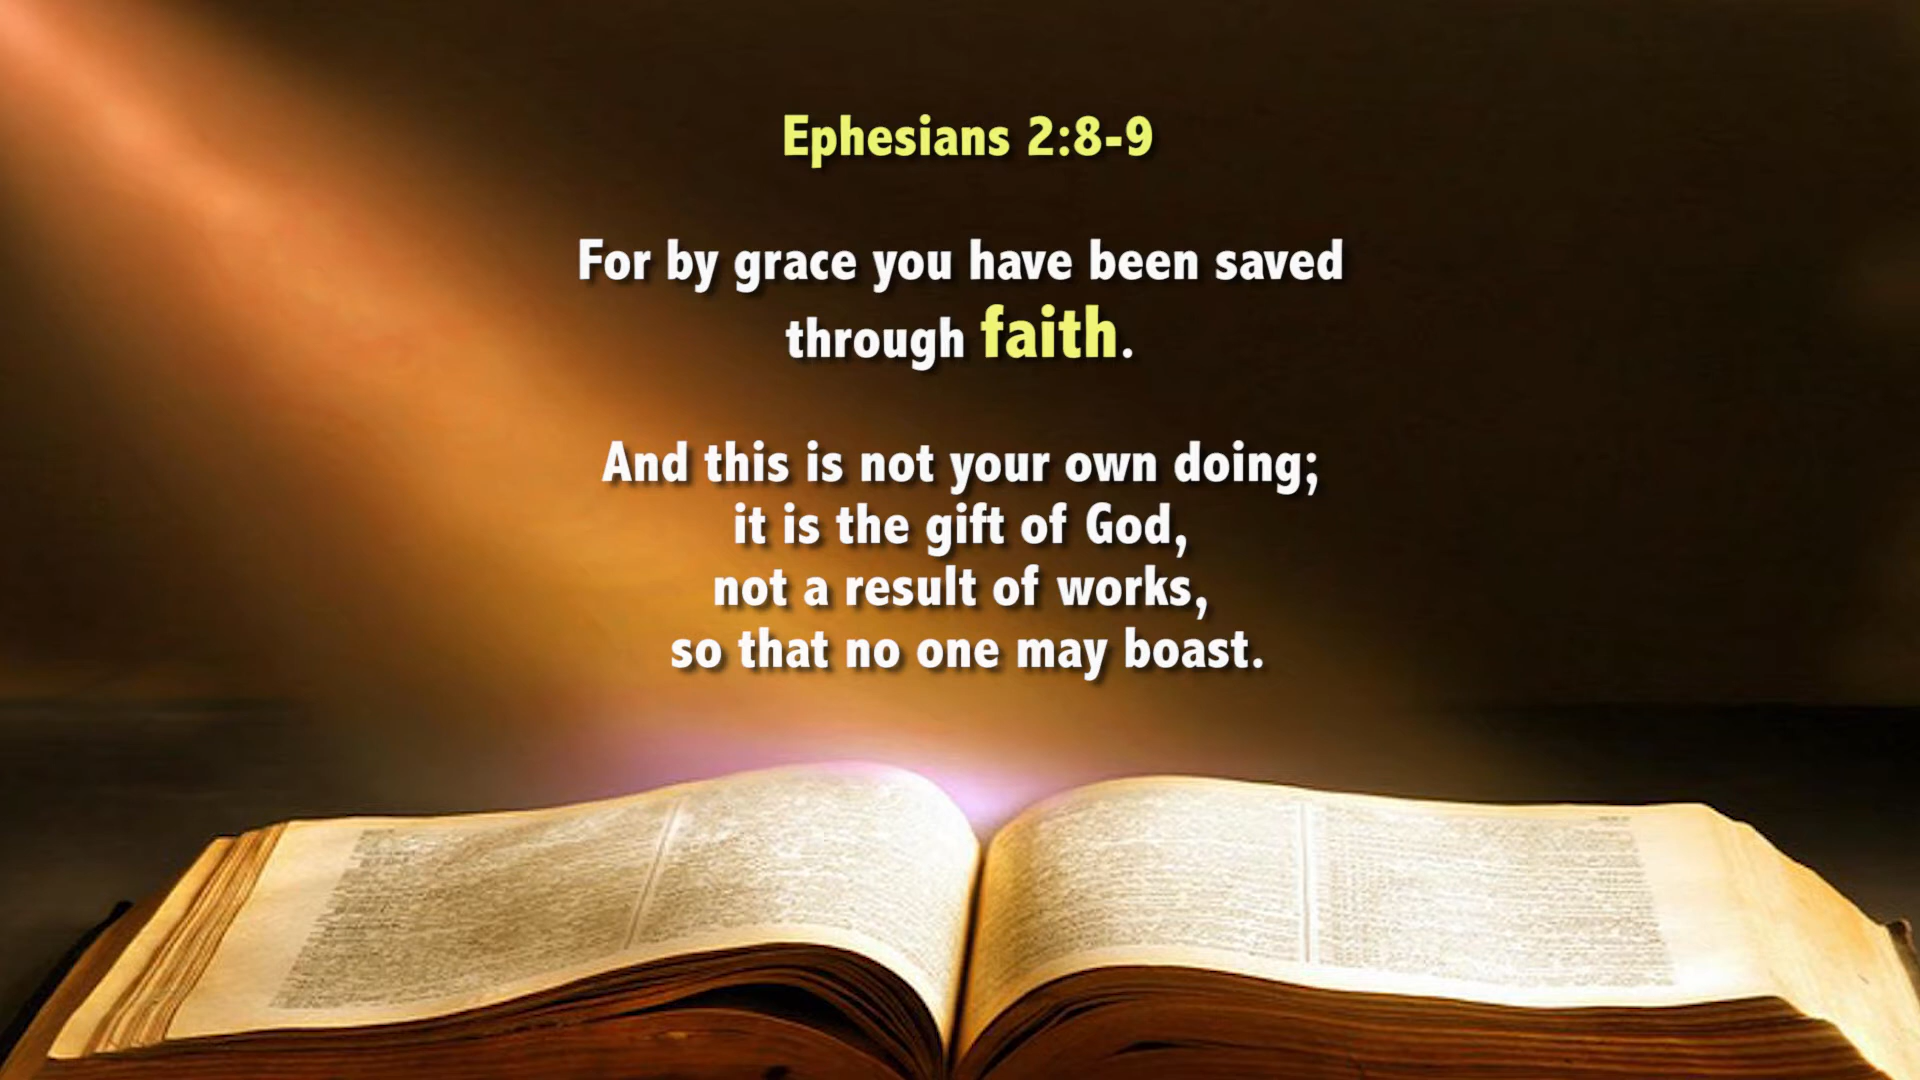 Ephesians 2:8-9
For by grace you have been saved
through faith.
And this is not your own doing;
it is the gift of God,
not a result of works,
so that no one may boast.